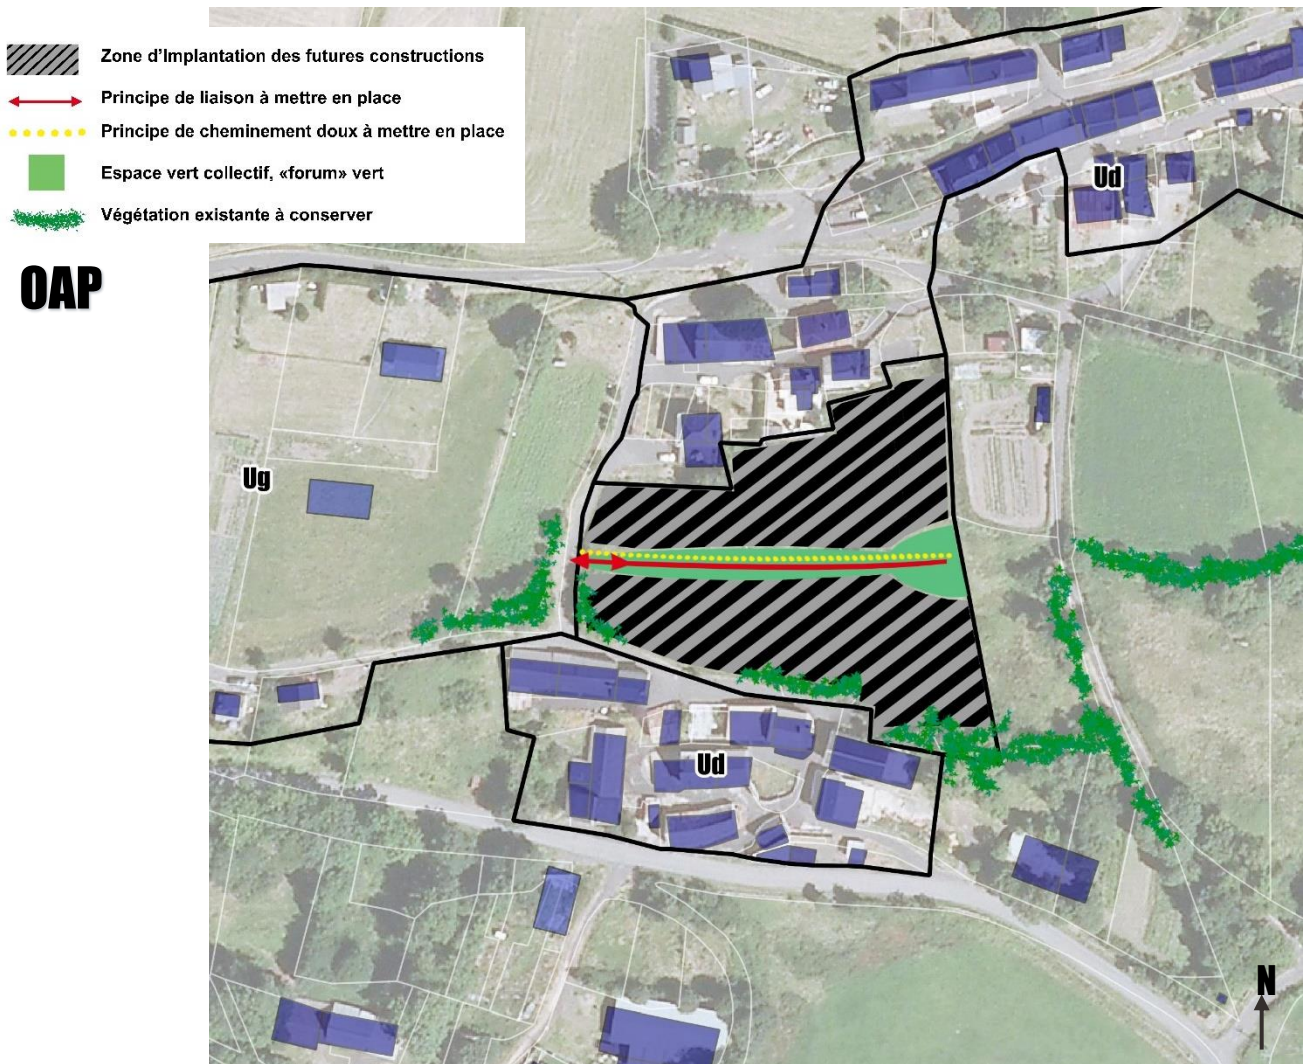 Zone d'Implantation des futures constructions
Principe de liaison à mettre en place
Principe de cheminement doux à mettre en place
Espace vert collectif, «forum» vert
Végétation existante à conserver
OAP
Ud
Ug
Ud
N